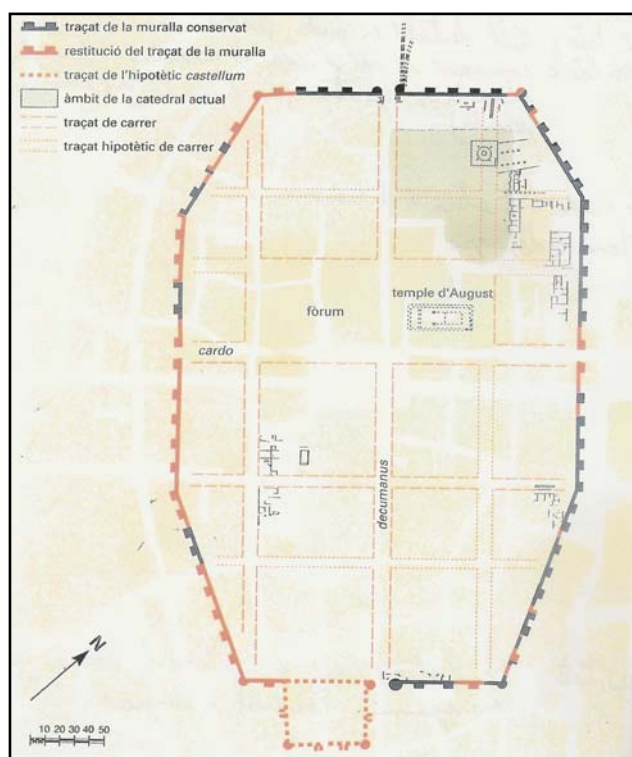 traçat de la muralla conservat
restitució del traçat de la muralla
traçat de l'hipotètic castellum
àmbit de la catedral actual
traçat de carrer
traçat hipotètic de carrer
temple d'August
fòrum
cardo
decumanus
N
10 20 30 40 50